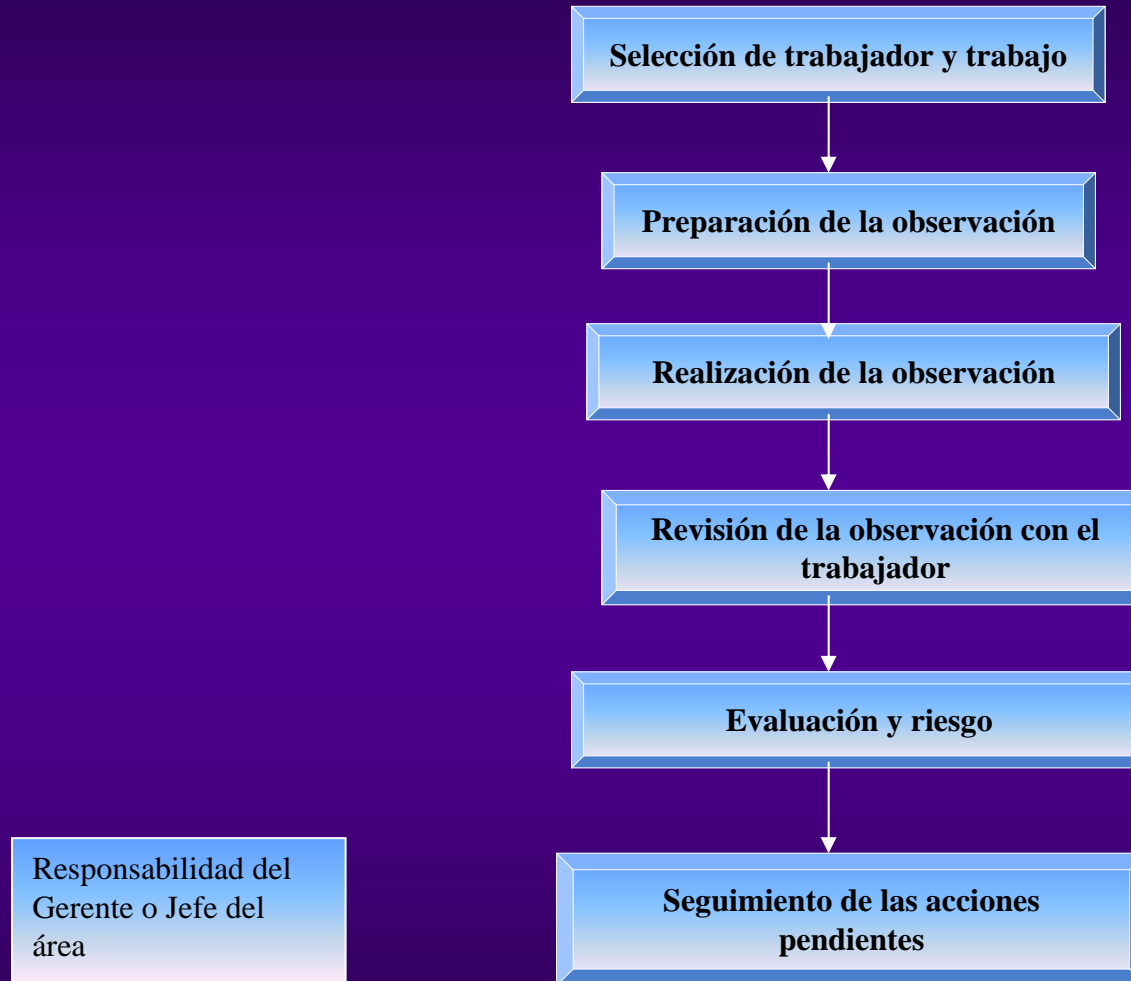 Selección de trabajador y trabajo
Preparación de la observación
Realización de la observación
Revisión de la observación con el
trabajador
Evaluación y riesgo
Responsabilidad del
Gerente o Jefe del
área
Seguimiento de las acciones
pendientes